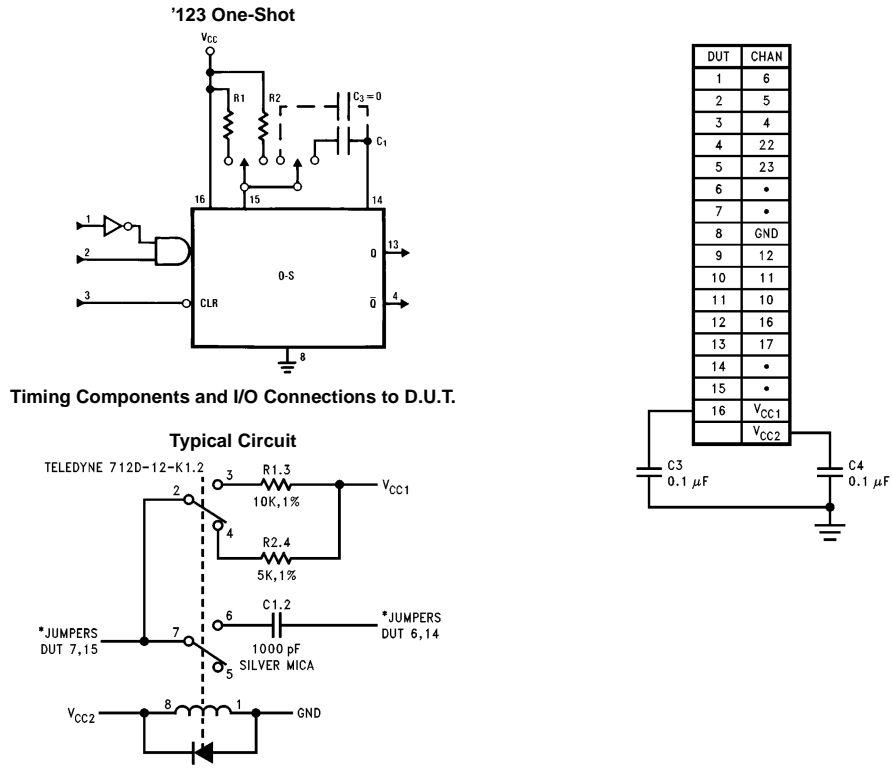 '123 One-Shot
VCC
R1
R2
C3=0
C1
16
15
14
1
2
3
CLR
O-S
Q
13
Q̅
4
8
Timing Components and I/O Connections to D.U.T.
Typical Circuit
TELEDYNE 712D-12-K1.2
3
R1.3
2
10K,1%
VCC1
4
R2.4
5K,1%
6
C1.2
*JUMPERS
DUT 6,14
*JUMPERS
DUT 7,15
7
1000 pF
SILVER MICA
5
VCC2
8
1
GND
DUT CHAN
1 6
2 5
3 4
4 22
5 23
6 •
7 •
8 GND
9 12
10 11
11 10
12 16
13 17
14 •
15 •
16 VCC1
VCC2
C3
0.1 μF
C4
0.1 μF